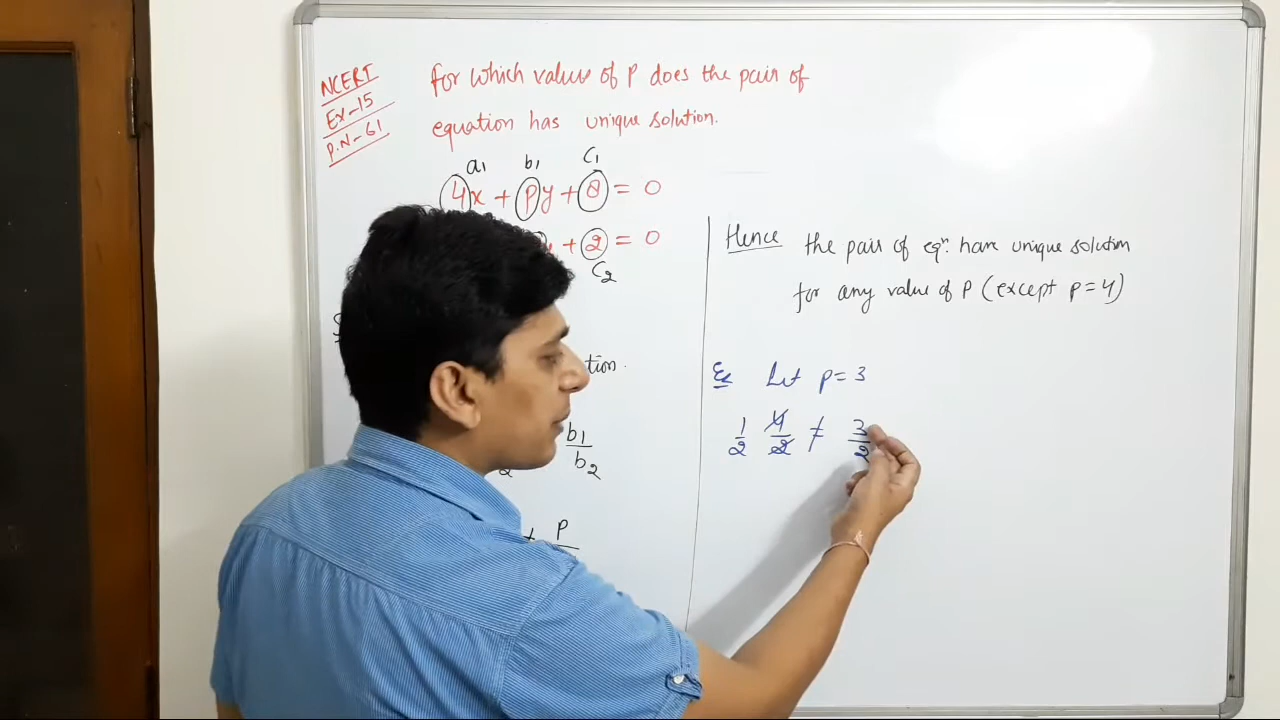 NCERT
Ex-15
P.N-61
for which values of P does the pair of
equation has unique solution.
a1 b1 C1
4x + py + 8 = 0
+ 2 = 0
C2
tion.
b1
b2
2
≠ P
Hence the pair of eqn. have unique solution
for any value of P (except p=4)
Ex Let p=3
1/2 4/2 ≠ 3/2